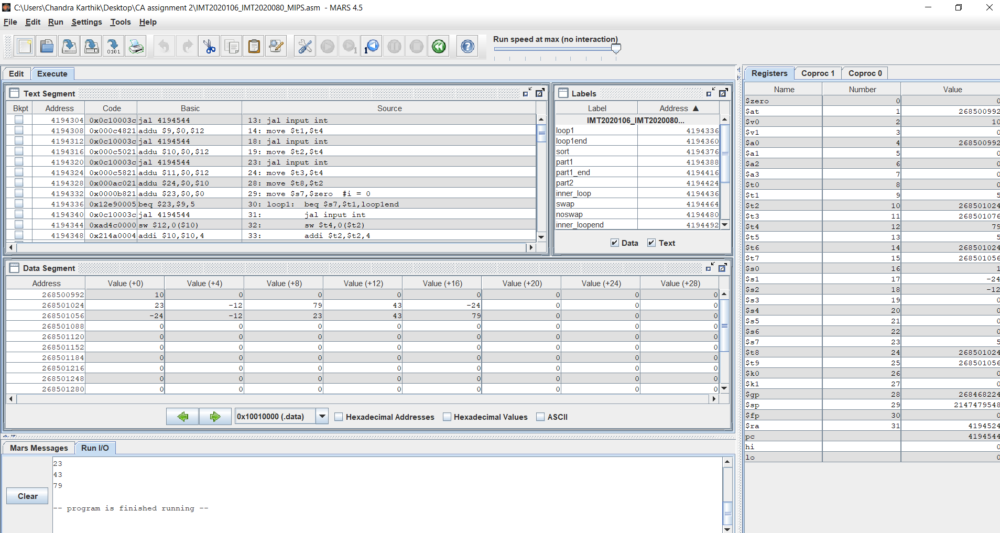 C:\Users\Chandra Karthik\Desktop\CA assignment 2\IMT2020106_IMT2020080_MIPS.asm - MARS 4.5
File Edit Run Settings Tools Help
Run speed at max (no interaction)
Edit Execute
Text Segment
Bkpt Address Code Basic Source
4194304 0x0c10003c jal 4194544 13: jal input int
4194308 0x000c4821 addu $9,$0,$12 14: move $t1,$t4
4194312 0x0c10003c jal 4194544 18: jal input int
4194316 0x000c5021 addu $10,$0,$12 19: move $t2,$t4
4194320 0x0c10003c jal 4194544 23: jal input int
4194324 0x000c5821 addu $11,$0,$12 24: move $t3,$t4
4194328 0x000ac021 addu $24,$0,$10 28: move $t8,$t2
4194332 0x0000b821 addu $23,$0,$0 29: move $s7,$zero #i = 0
4194336 0x12e90005 beq $23,$9,5 30: loop1: beq $s7,$t1,loop1end
4194340 0x0c10003c jal 4194544 31: jal input int
4194344 0xad4c0000 sw $12,0($10) 32: sw $t4,0($t2)
4194348 0x214a0004 addi $10,$10,4 33: addi $t2,$t2,4
Labels
Label Address ▲
IMT2020106_IMT2020080...
loop1 4194336
loop1end 4194360
sort 4194376
part1 4194388
part1_end 4194416
part2 4194424
inner_loop 4194436
swap 4194464
noswap 4194480
inner_loopend 4194492
Data Text
Data Segment
Address Value (+0) Value (+4) Value (+8) Value (+12) Value (+16) Value (+20) Value (+24) Value (+28)
268500992 10 0 0 0 0 0 0 0
268501024 23 -12 79 43 -24 0 0 0
268501056 -24 -12 23 43 79 0 0 0
268501088 0 0 0 0 0 0 0 0
268501120 0 0 0 0 0 0 0 0
268501152 0 0 0 0 0 0 0 0
268501184 0 0 0 0 0 0 0 0
268501216 0 0 0 0 0 0 0 0
268501248 0 0 0 0 0 0 0 0
268501280 0 0 0 0 0 0 0 0
0x10010000 (.data) Hexadecimal Addresses Hexadecimal Values ASCII
Mars Messages Run I/O
23
43
79
-- program is finished running --
Clear
Registers Coproc 1 Coproc 0
Name Number Value
$zero 0 0
$at 1 268500992
$v0 2 10
$v1 3 0
$a0 4 268500992
$a1 5 0
$a2 6 0
$a3 7 0
$t0 8 0
$t1 9 5
$t2 10 268501024
$t3 11 268501076
$t4 12 79
$t5 13 5
$t6 14 268501024
$t7 15 268501056
$s0 16 1
$s1 17 -24
$s2 18 -12
$s3 19 0
$s4 20 0
$s5 21 0
$s6 22 0
$s7 23 5
$t8 24 268501024
$t9 25 268501056
$k0 26 0
$k1 27 0
$gp 28 268468224
$sp 29 2147479548
$fp 30 0
$ra 31 4194524
pc 4194544
hi 0
lo 0